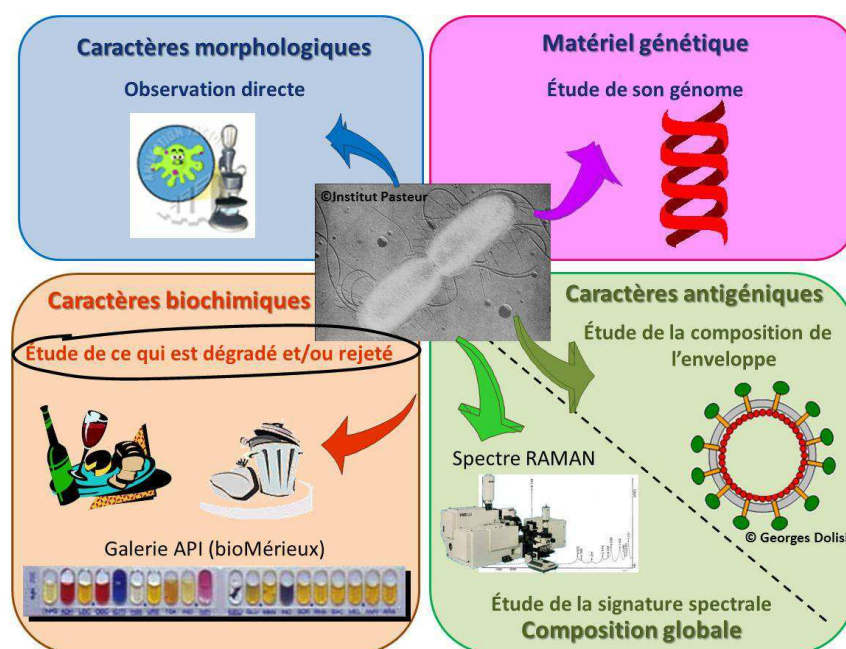 Caractères morphologiques
Observation directe
Matériel génétique
Étude de son génome
©Institut Pasteur
Caractères biochimiques
Étude de ce qui est dégradé et/ou rejeté
Galerie API (bioMérieux)
Caractères antigéniques
Étude de la composition de
l'enveloppe
© Georges Dolisi
Spectre RAMAN
Étude de la signature spectrale
Composition globale